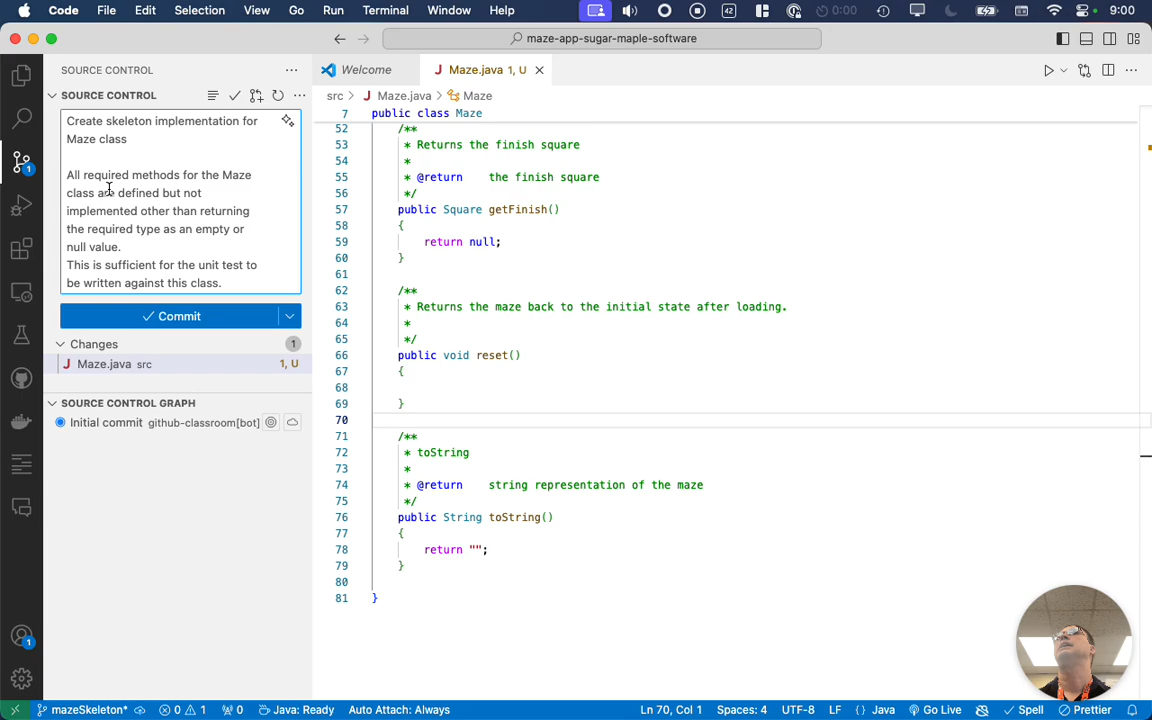 Code File Edit Selection View Go Run Terminal Window Help 42 0:00 9:00
maze-app-sugar-maple-software
SOURCE CONTROL
Welcome
J Maze.java 1, U
SOURCE CONTROL
src > J Maze.java > Maze
Create skeleton implementation for
Maze class
All required methods for the Maze
class are defined but not
implemented other than returning
the required type as an empty or
null value.
This is sufficient for the unit test to
be written against this class.
Commit
Changes 1
J Maze.java src 1, U
SOURCE CONTROL GRAPH
Initial commit github-classroom[bot]
7 public class Maze
52 /**
53 * Returns the finish square
54 *
55 * @return the finish square
56 */
57 public Square getFinish()
58 {
59 return null;
60 }
61
62 /**
63 * Returns the maze back to the initial state after loading.
64 *
65 */
66 public void reset()
67 {
68
69 }
70
71 /**
72 * toString
73 *
74 * @return string representation of the maze
75 */
76 public String toString()
77 {
78 return "";
79 }
80
81 }
1
1
mazeSkeleton* 0 1 0 Java: Ready Auto Attach: Always Ln 70, Col 1 Spaces: 4 UTF-8 LF {} Java Go Live Spell Prettier